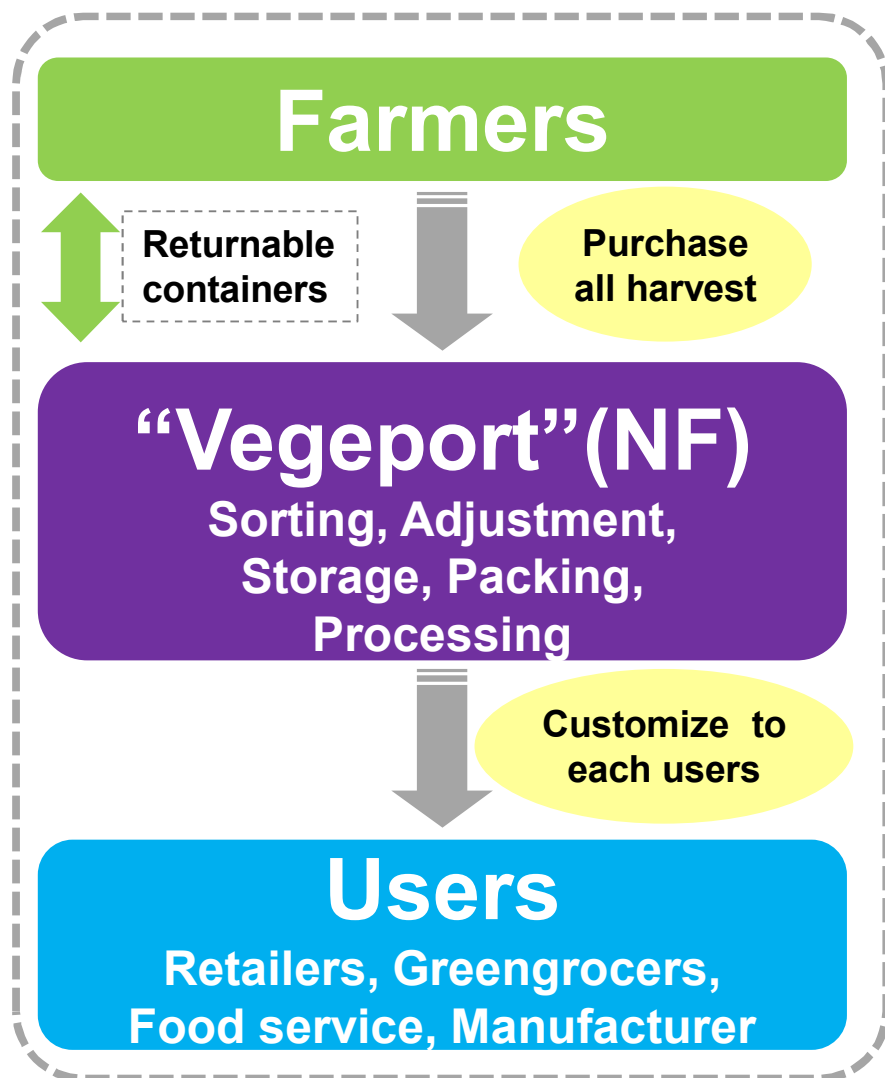 Farmers
Returnable
containers
Purchase
all harvest
“Vegeport”(NF)
Sorting, Adjustment,
Storage, Packing,
Processing
Customize to
each users
Users
Retailers, Greengrocers,
Food service, Manufacturer